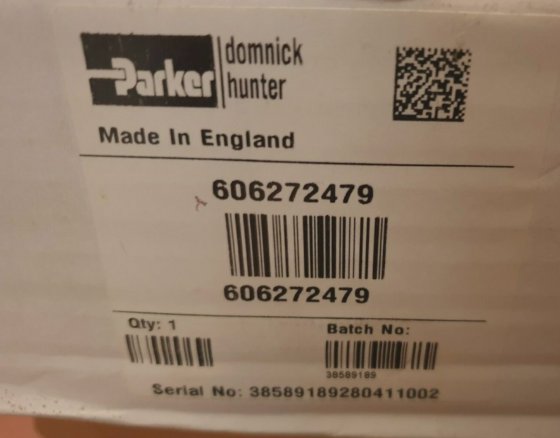 Parker
domnick
hunter
Made In England
606272479
606272479
Qty: 1
Batch No:
38589189
Serial No: 38589189280411002